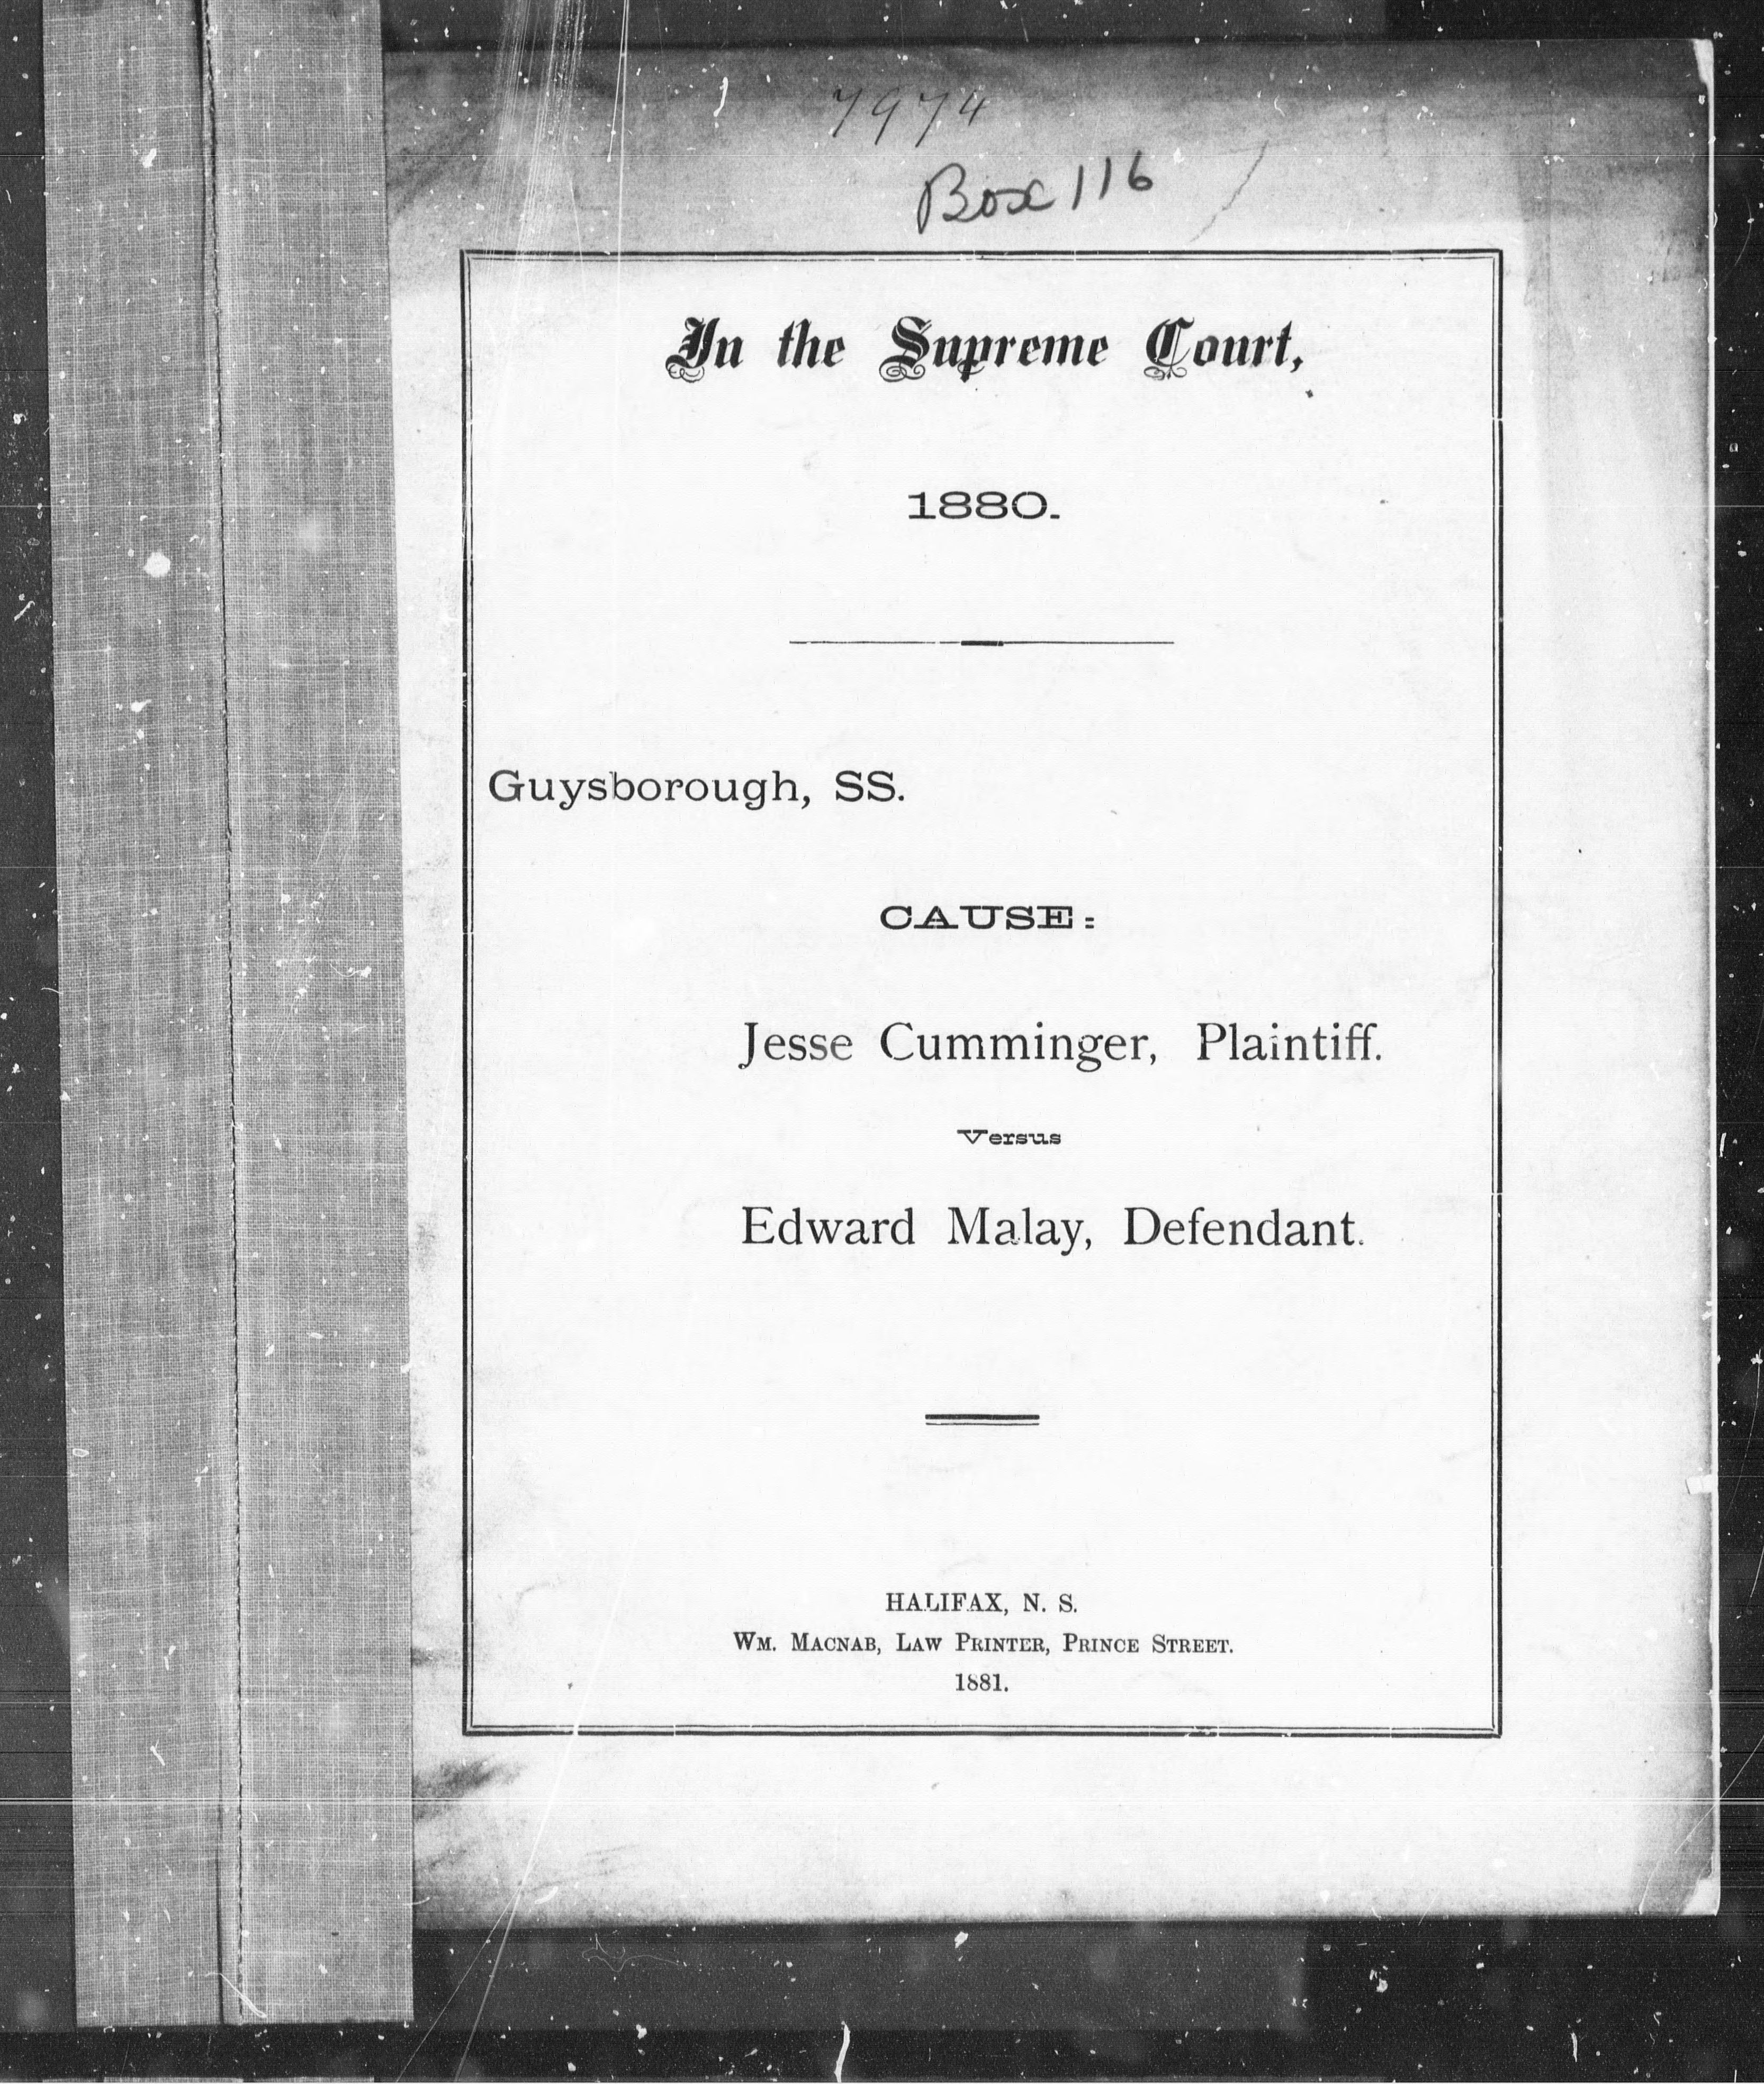 7974
Box 116
In the Supreme Court,
1880.
Guysborough, SS.
CAUSE:
Jesse Cumminger, Plaintiff.
Versus
Edward Malay, Defendant.
HALIFAX, N. S.
WM. MACNAB, LAW PRINTER, PRINCE STREET.
1881.